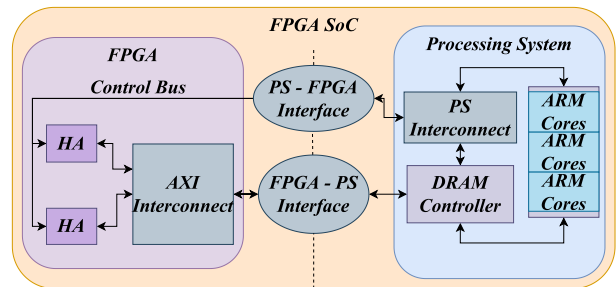 FPGA SoC
FPGA
Control Bus
HA
HA
AXI
Interconnect
PS - FPGA
Interface
FPGA - PS
Interface
Processing System
PS
Interconnect
DRAM
Controller
ARM
Cores
ARM
Cores
ARM
Cores